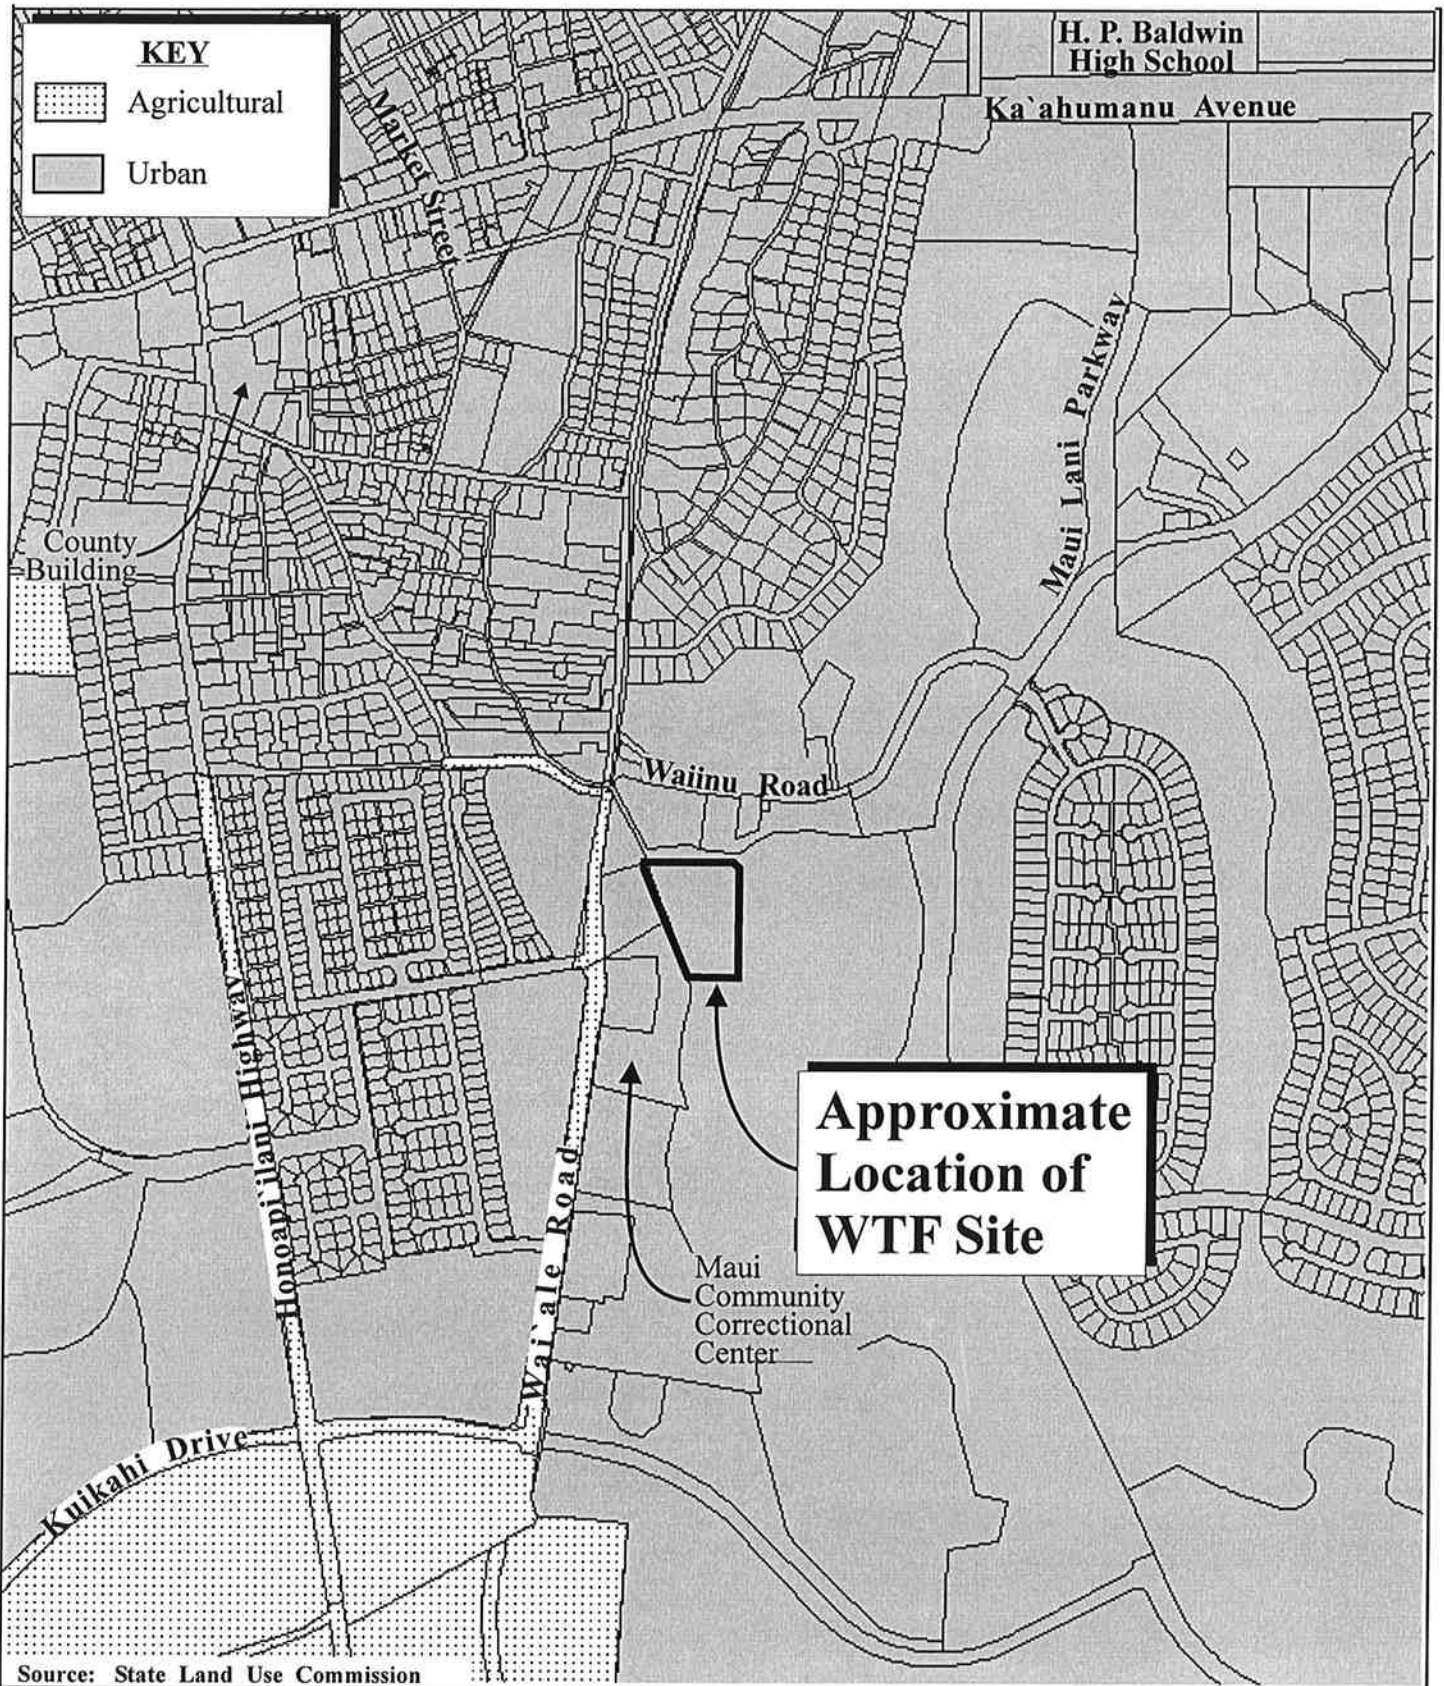 KEY
Agricultural
Urban
H. P. Baldwin
High School
Ka`ahumanu Avenue
Market Street
Maui Lani Parkway
County
Building
Waiinu Road
Honoapi`ilani Highway
Wai`ale Road
Approximate
Location of
WTF Site
Maui
Community
Correctional
Center
Kuikahi Drive
Source: State Land Use Commission